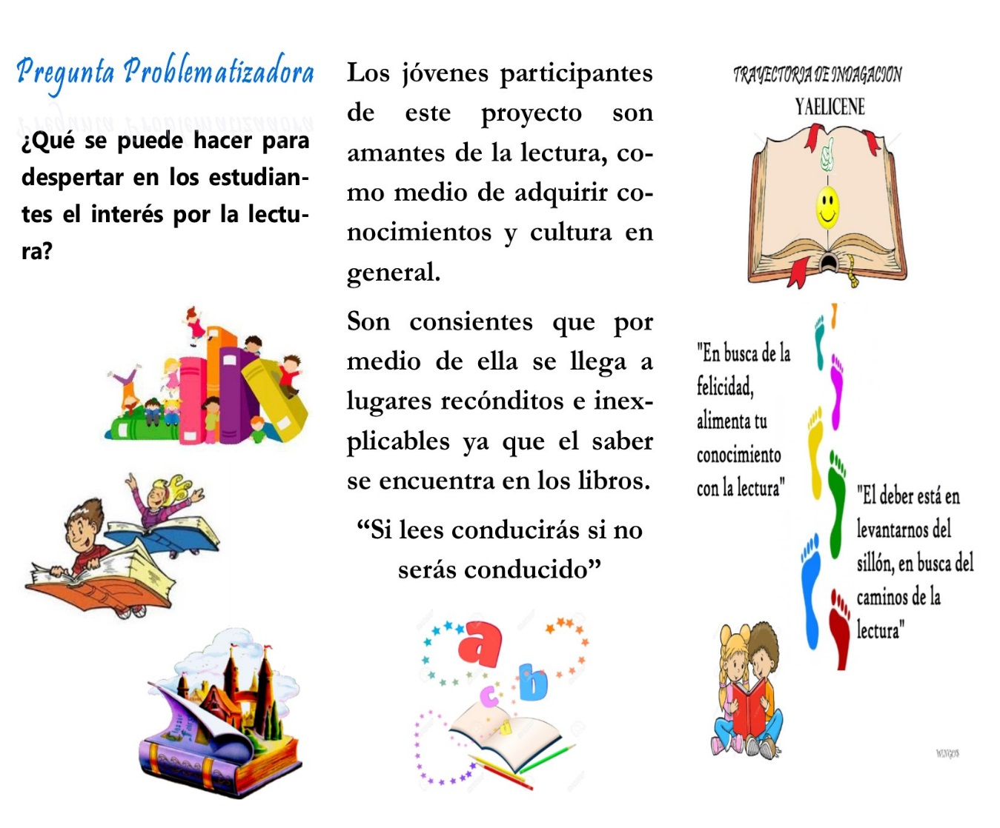 Pregunta Problematizadora
¿Qué se puede hacer para
despertar en los estudian-
tes el interés por la lectu-
ra?
Los jóvenes participantes
de este proyecto son
amantes de la lectura, co-
mo medio de adquirir co-
nocimientos y cultura en
general.
Son consientes que por
medio de ella se llega a
lugares recónditos e inex-
plicables ya que el saber
se encuentra en los libros.
“Si lees conducirás si no
serás conducido”
a
b
c
TRAYECTORIA DE INDAGACION
YAELICENE
"En busca de la
felicidad,
alimenta tu
conocimiento
con la lectura"
"El deber está en
levantarnos del
sillón, en busca del
caminos de la
lectura"